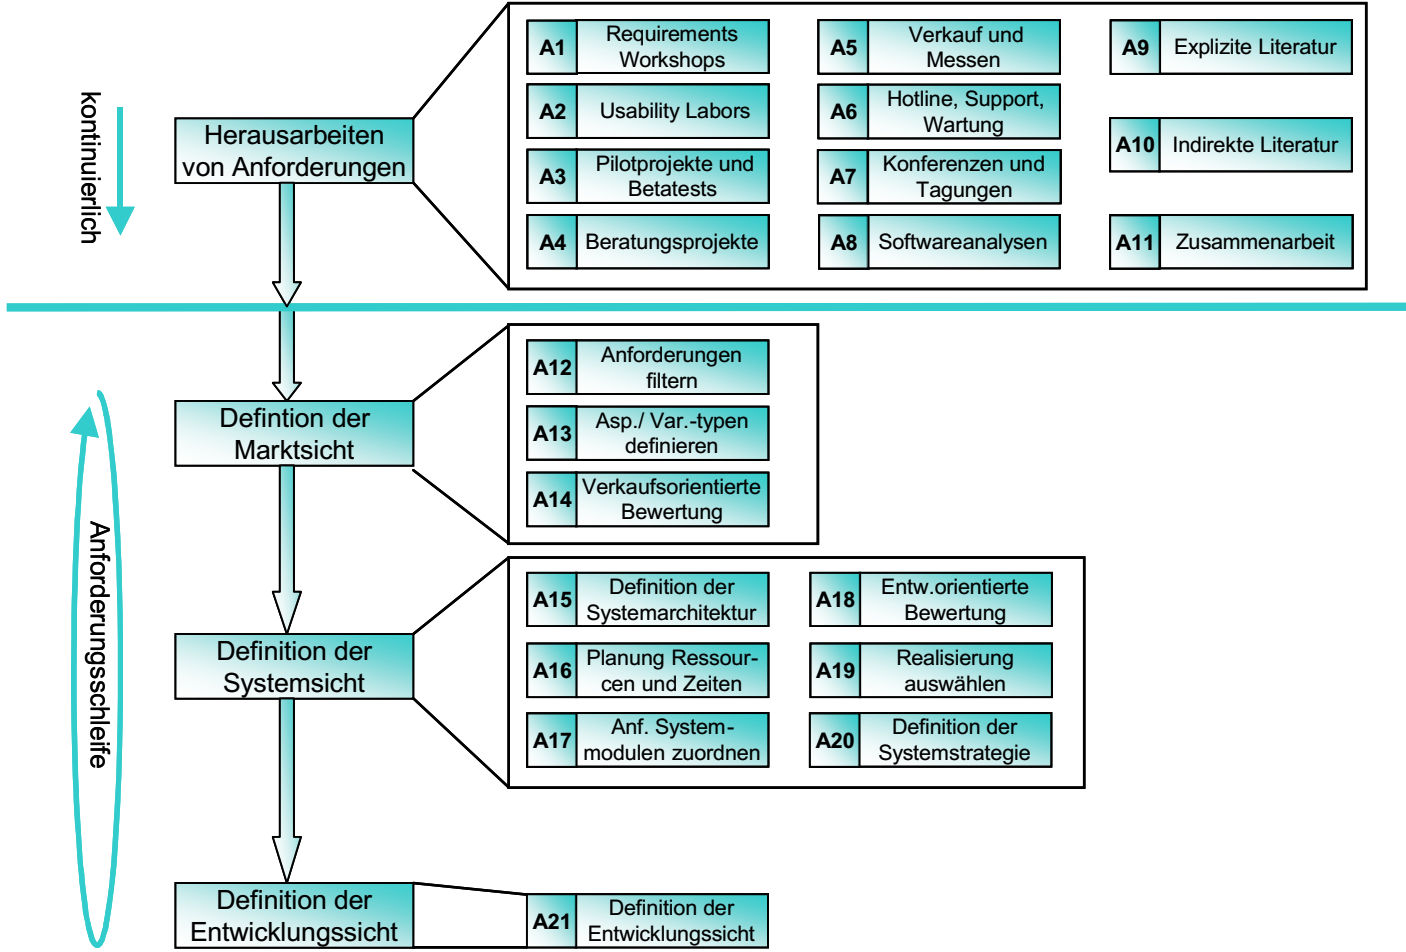 kontinuierlich
Herausarbeiten
von Anforderungen
A1
Requirements
Workshops
A2
Usability Labors
A3
Pilotprojekte und
Betatests
A4
Beratungsprojekte
A5
Verkauf und
Messen
A6
Hotline, Support,
Wartung
A7
Konferenzen und
Tagungen
A8
Softwareanalysen
A9
Explizite Literatur
A10
Indirekte Literatur
A11
Zusammenarbeit
Anforderungsschleife
Defintion der
Marktsicht
A12
Anforderungen
filtern
A13
Asp./ Var.-typen
definieren
A14
Verkaufsorientierte
Bewertung
Definition der
Systemsicht
A15
Definition der
Systemarchitektur
A16
Planung Ressour-
cen und Zeiten
A17
Anf. System-
modulen zuordnen
A18
Entw.orientierte
Bewertung
A19
Realisierung
auswählen
A20
Definition der
Systemstrategie
Definition der
Entwicklungssicht
A21
Definition der
Entwicklungssicht